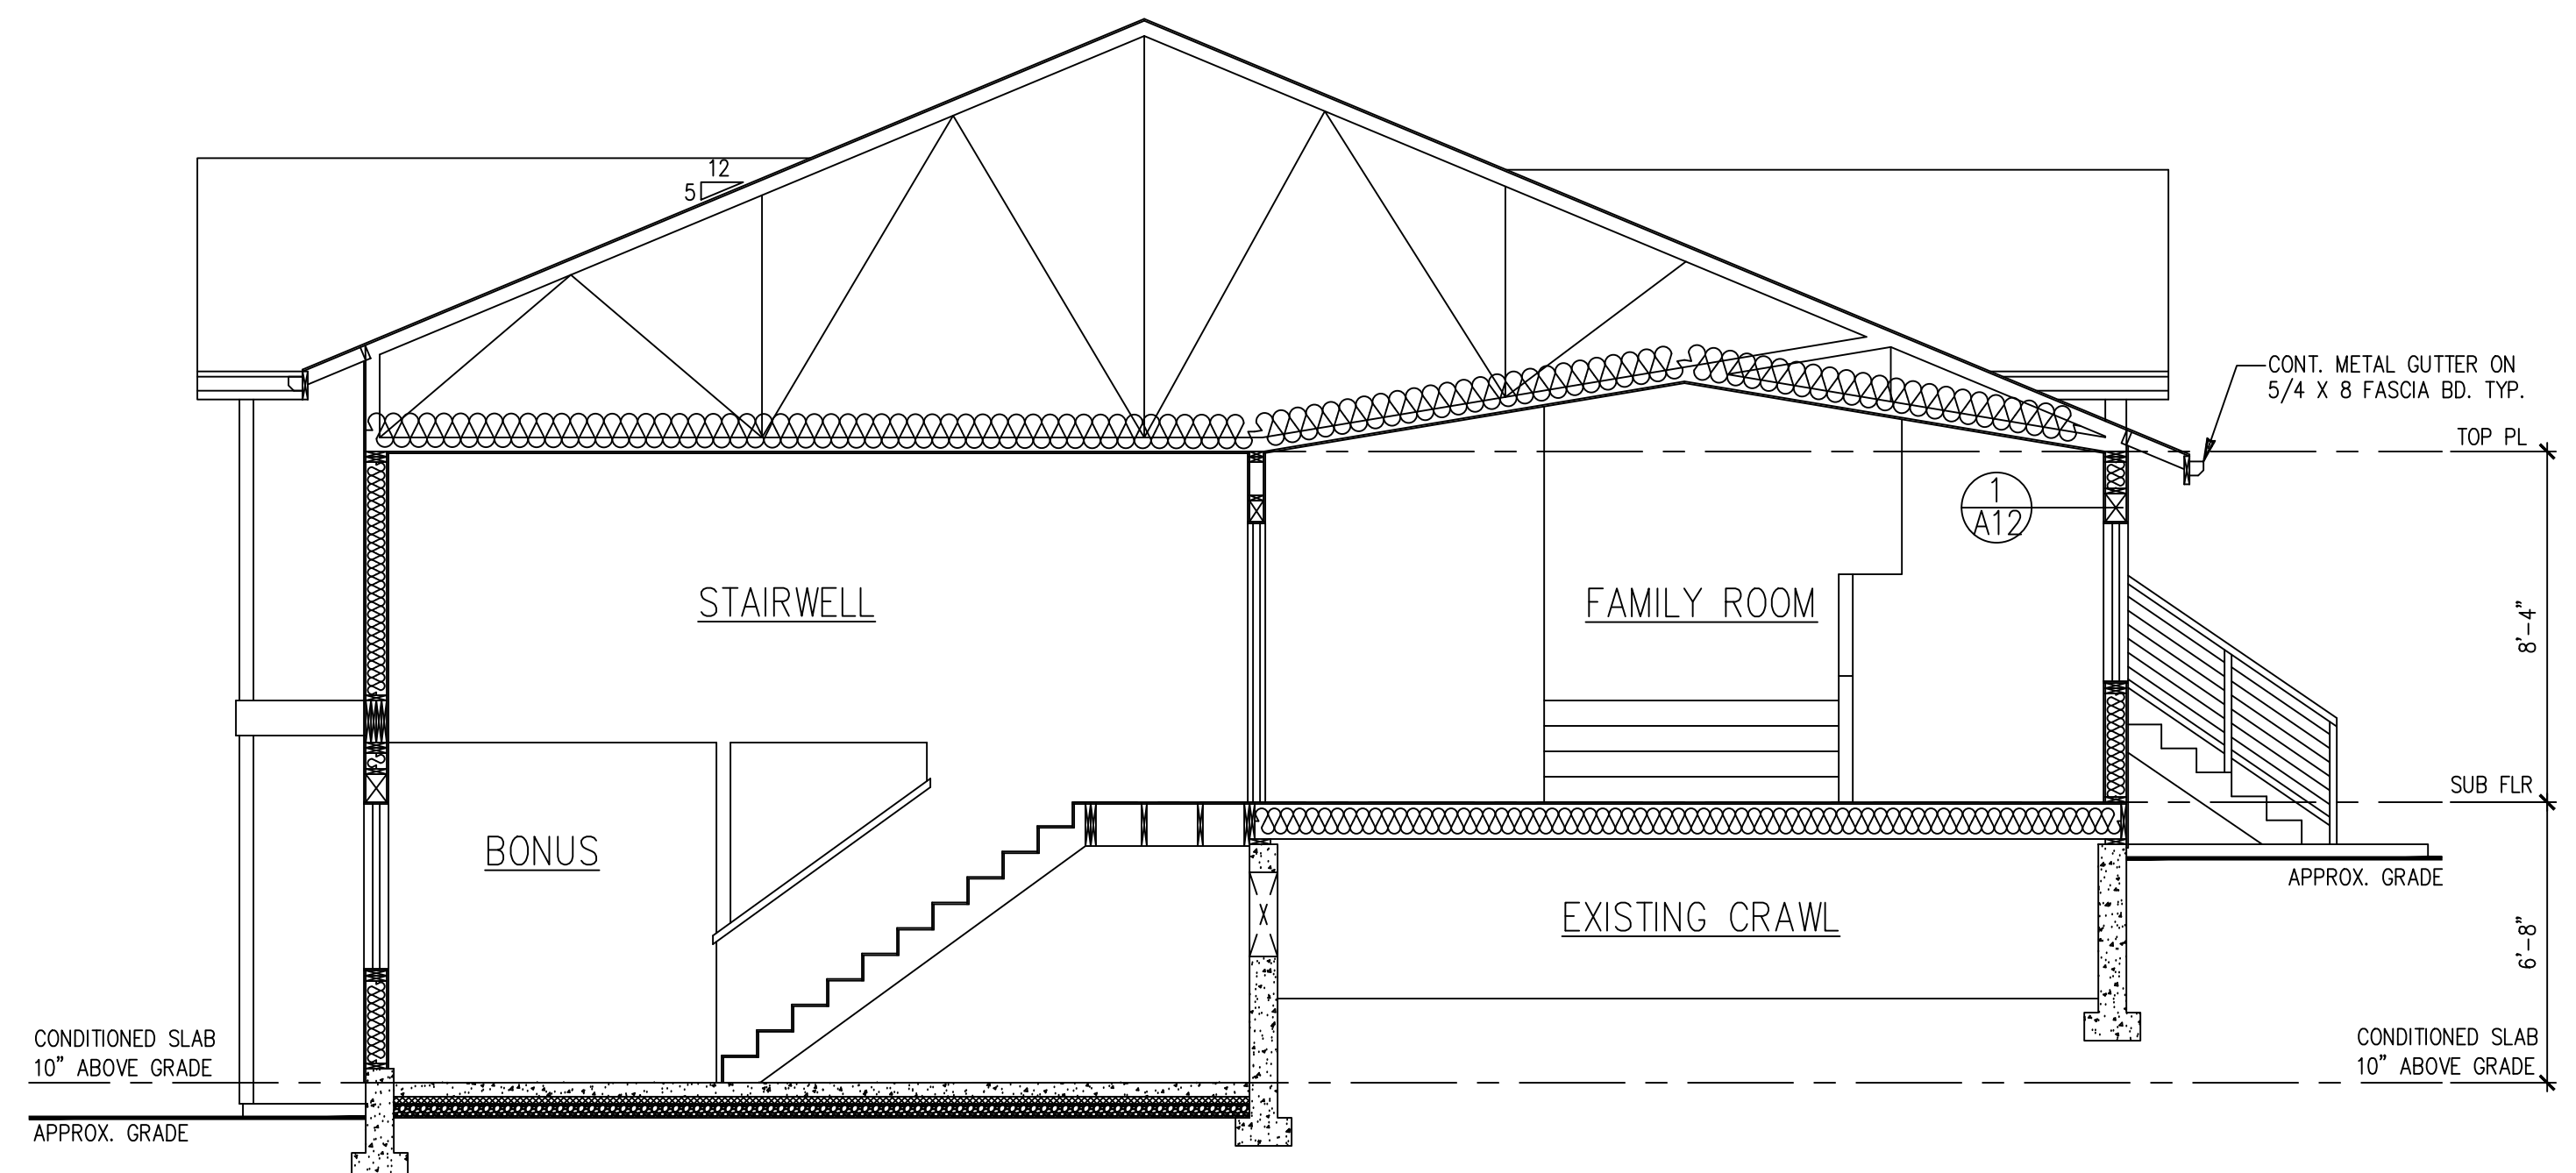 12
5
CONT. METAL GUTTER ON
5/4 X 8 FASCIA BD. TYP.
TOP PL
1
A12
STAIRWELL
FAMILY ROOM
8'-4"
SUB FLR
BONUS
APPROX. GRADE
EXISTING CRAWL
6'-8"
CONDITIONED SLAB
10" ABOVE GRADE
CONDITIONED SLAB
10" ABOVE GRADE
APPROX. GRADE